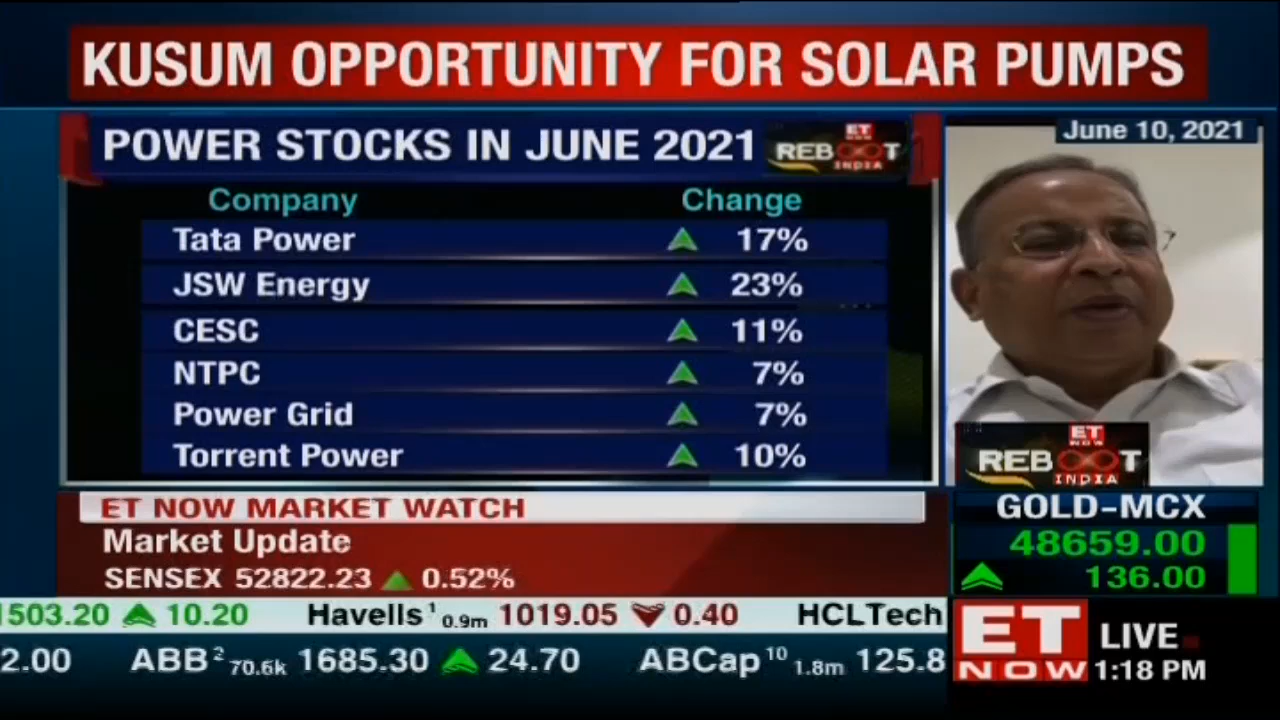 KUSUM OPPORTUNITY FOR SOLAR PUMPS
POWER STOCKS IN JUNE 2021
ET
NOW
REBOOT
INDIA
June 10, 2021
Company Change
Tata Power 17%
JSW Energy 23%
CESC 11%
NTPC 7%
Power Grid 7%
Torrent Power 10%
ET
NOW
REBOOT
INDIA
ET NOW MARKET WATCH
Market Update
SENSEX 52822.23 0.52%
GOLD-MCX
48659.00
136.00
1503.20 10.20 Havells 1 0.9m 1019.05 0.40 HCLTech
2.00 ABB 2 70.6k 1685.30 24.70 ABCap 10 1.8m 125.8
ET
NOW
LIVE
1:18 PM